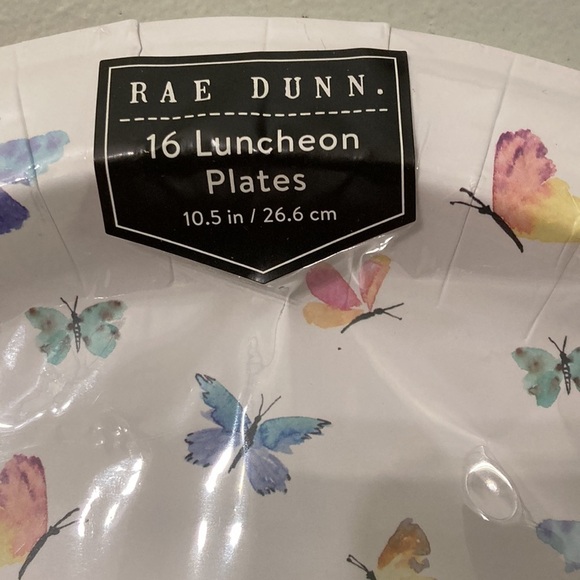 RAE DUNN.
16 Luncheon
Plates
10.5 in / 26.6 cm